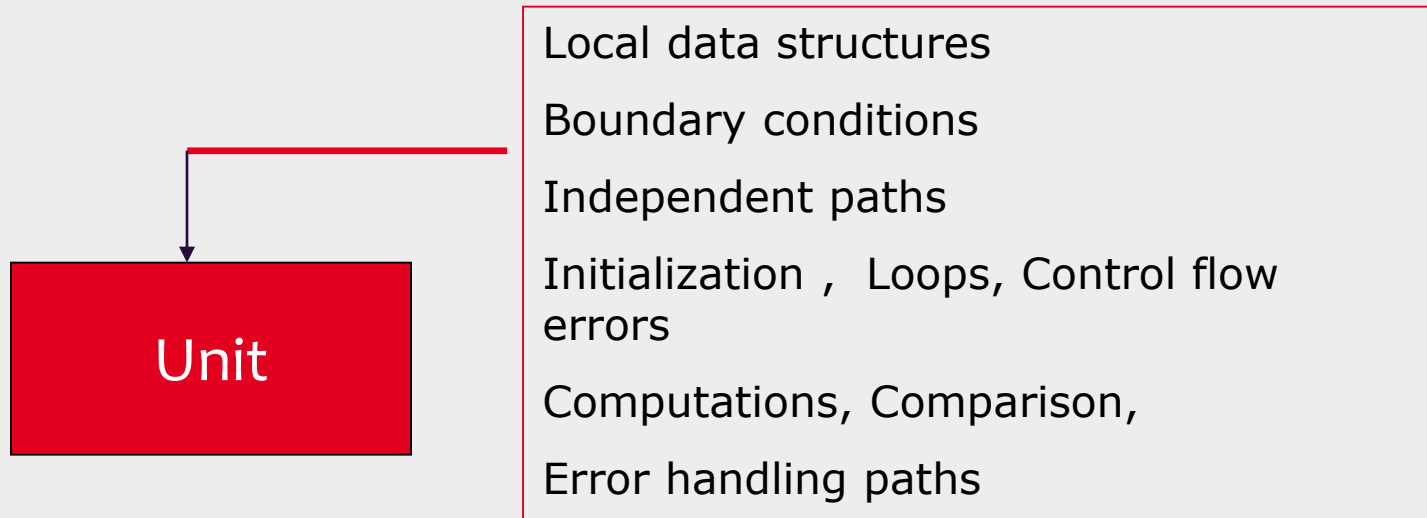 Local data structures
Boundary conditions
Independent paths
Initialization ,  Loops, Control flow
errors
Unit
Computations, Comparison,
Error handling paths